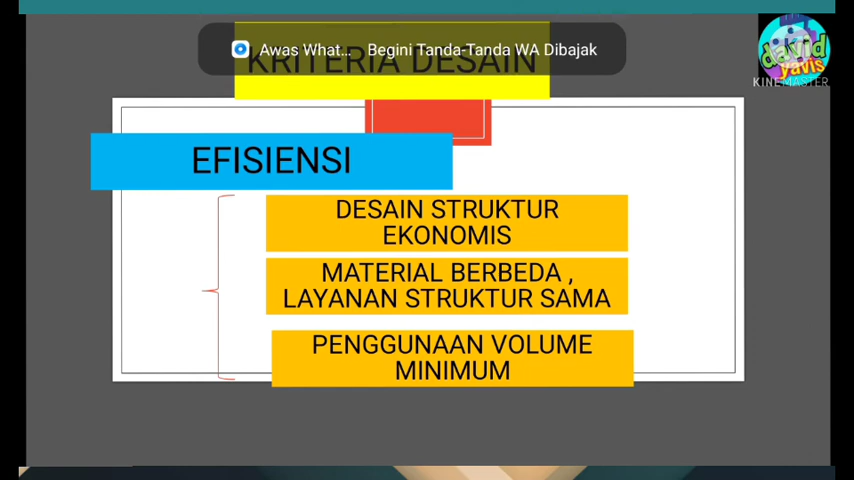 Awas What... Begini Tanda-Tanda WA Dibajak
KRITERIA DESAIN
david
yavis
KINEMASTER
EFISIENSI
DESAIN STRUKTUR
EKONOMIS
MATERIAL BERBEDA ,
LAYANAN STRUKTUR SAMA
PENGGUNAAN VOLUME
MINIMUM